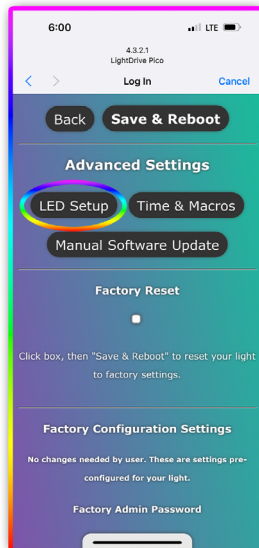 6:00 LTE
4.3.2.1
LightDrive Pico
< > Log In Cancel
Back Save & Reboot
Advanced Settings
LED Setup Time & Macros
Manual Software Update
Factory Reset
Click box, then "Save & Reboot" to reset your light
to factory settings.
Factory Configuration Settings
No changes needed by user. These are settings pre-
configured for your light.
Factory Admin Password